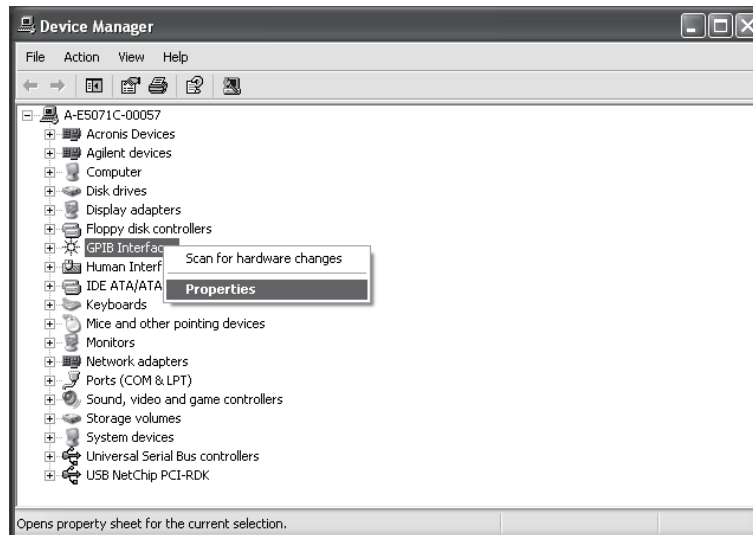 Device Manager
File Action View Help
A-E5071C-00057
Acronis Devices
Agilent devices
Computer
Disk drives
Display adapters
Floppy disk controllers
GPIB Interfac
Scan for hardware changes
Human Interf
IDE ATA/ATA
Properties
Keyboards
Mice and other pointing devices
Monitors
Network adapters
Ports (COM & LPT)
Sound, video and game controllers
Storage volumes
System devices
Universal Serial Bus controllers
USB NetChip PCI-RDK
Opens property sheet for the current selection.